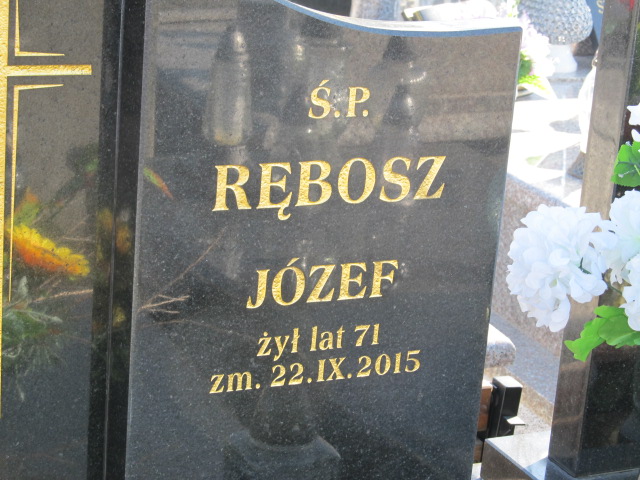 Ś.P.
RĘBOSZ
JÓZEF
żył lat 71
zm. 22.IX.2015